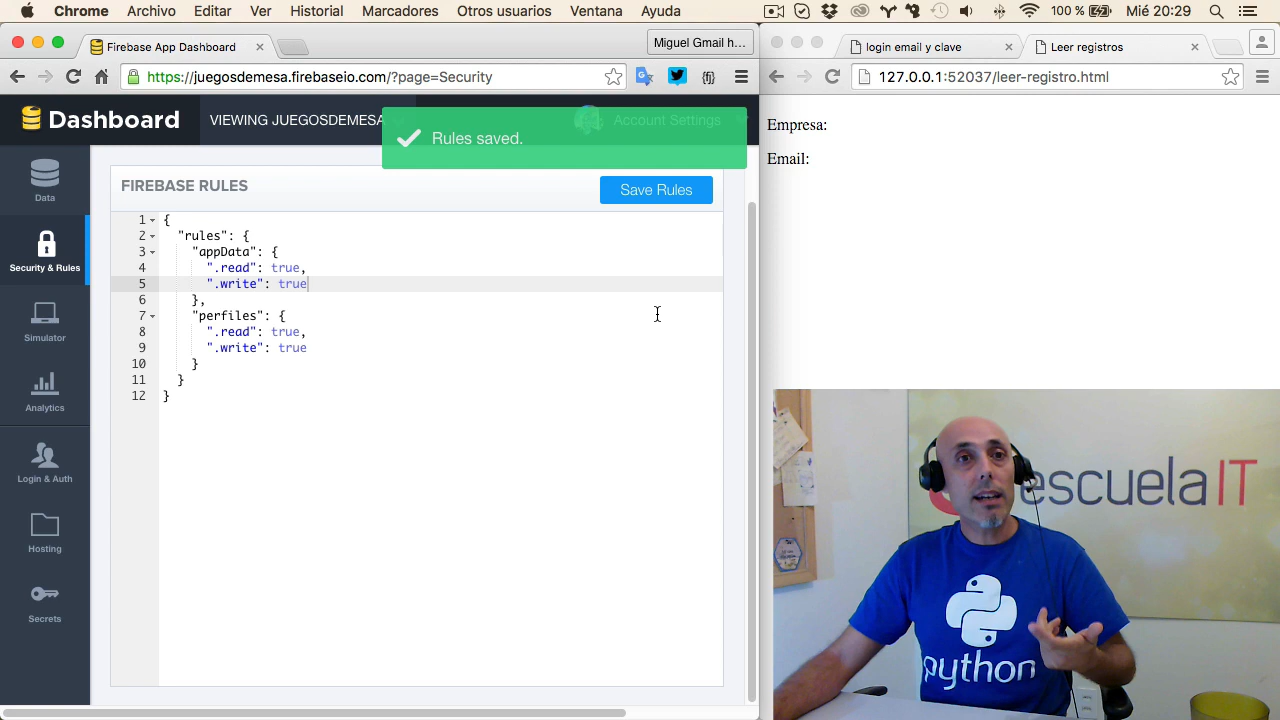 Chrome Archivo Editar Ver Historial Marcadores Otros usuarios Ventana Ayuda 100 % Mié 20:29
Firebase App Dashboard
Miguel Gmail h...
login email y clave
Leer registros
https://juegosdemesa.firebaseio.com/?page=Security
127.0.0.1:52037/leer-registro.html
Dashboard
VIEWING JUEGOSDEMESA
Account Settings
Rules saved.
Empresa:
Email:
Data
Security & Rules
Simulator
Analytics
Login & Auth
Hosting
Secrets
FIREBASE RULES
Save Rules
1 {
2 "rules": {
3 "appData": {
4 ".read": true,
5 ".write": true
6 },
7 "perfiles": {
8 ".read": true,
9 ".write": true
10 }
11 }
12 }
escuelaIT
python